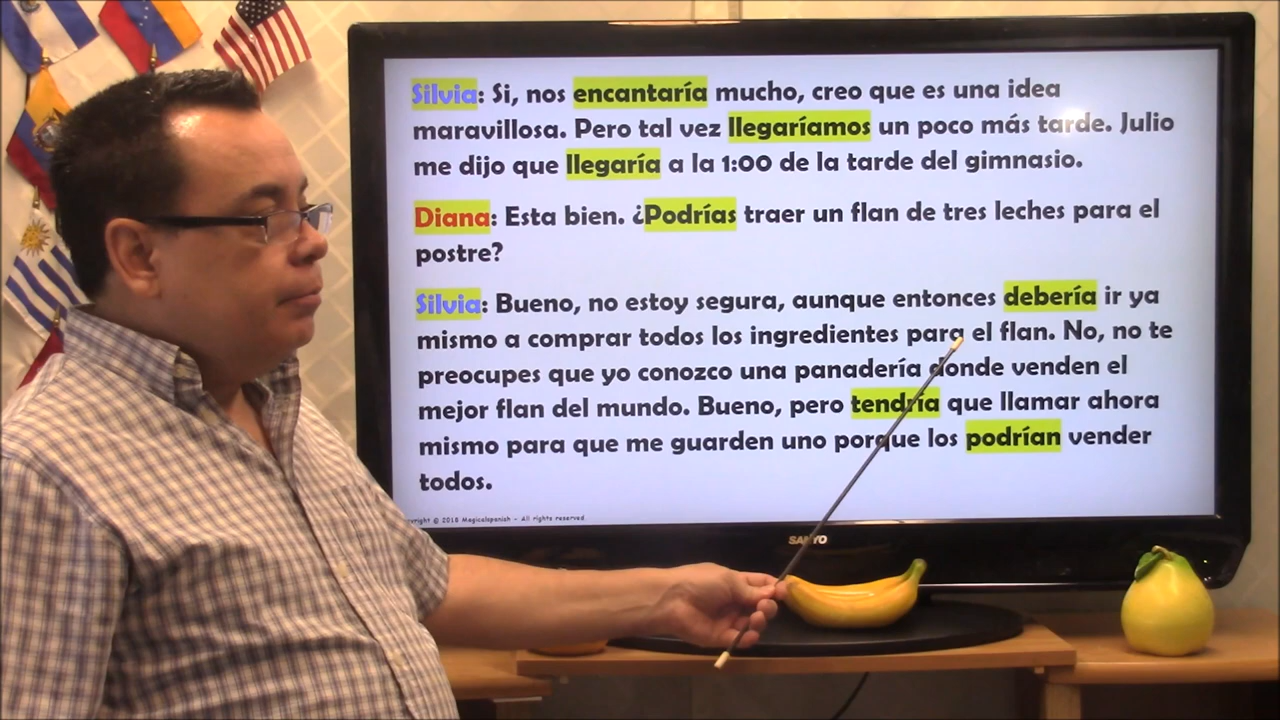 Silvia: Si, nos encantaría mucho, creo que es una idea
maravillosa. Pero tal vez llegaríamos un poco más tarde. Julio
me dijo que llegaría a la 1:00 de la tarde del gimnasio.
Diana: Esta bien. ¿Podrías traer un flan de tres leches para el
postre?
Silvia: Bueno, no estoy segura, aunque entonces debería ir ya
mismo a comprar todos los ingredientes para el flan. No, no te
preocupes que yo conozco una panadería donde venden el
mejor flan del mundo. Bueno, pero tendría que llamar ahora
mismo para que me guarden uno porque los podrían vender
todos.
© 2018 Magicalspanish - All rights reserved
SANYO